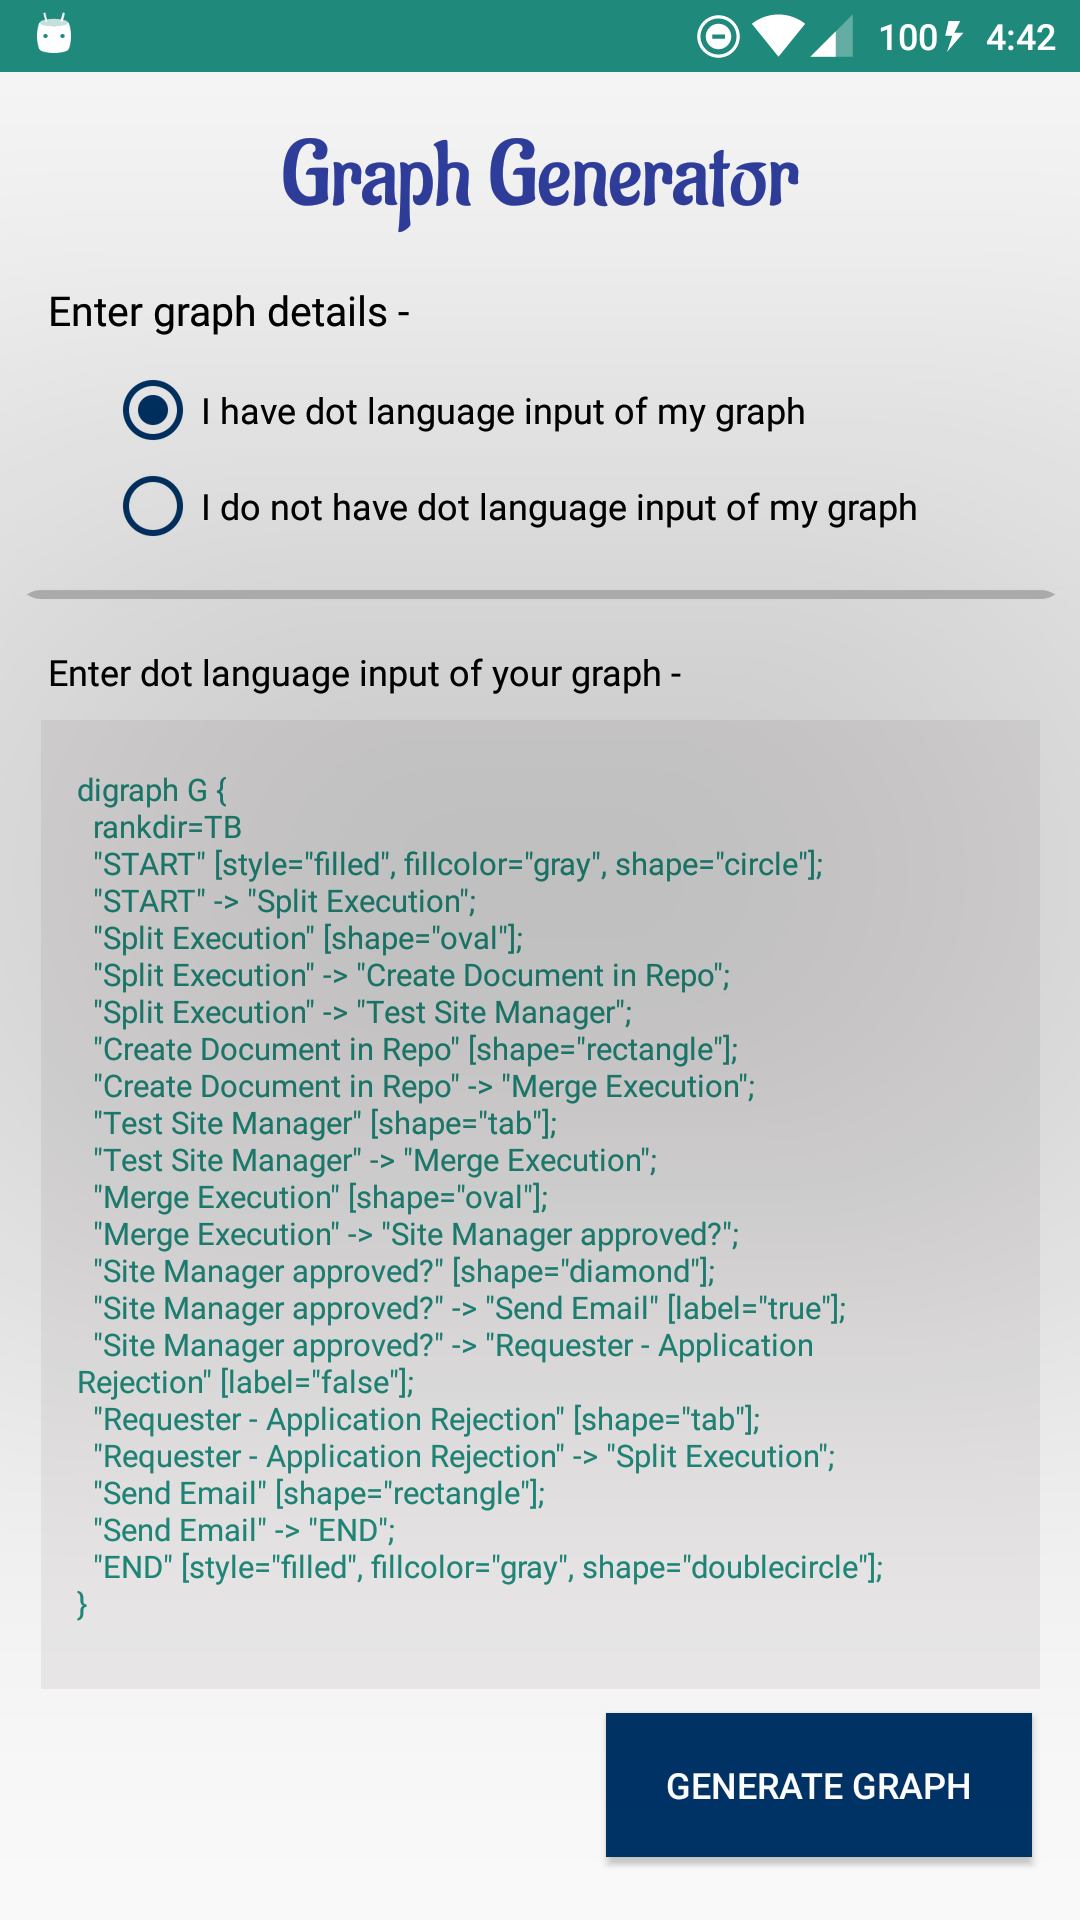 100 4:42
Graph Generator
Enter graph details -
I have dot language input of my graph
I do not have dot language input of my graph
Enter dot language input of your graph -
digraph G {
  rankdir=TB
  "START" [style="filled", fillcolor="gray", shape="circle"];
  "START" -> "Split Execution";
  "Split Execution" [shape="oval"];
  "Split Execution" -> "Create Document in Repo";
  "Split Execution" -> "Test Site Manager";
  "Create Document in Repo" [shape="rectangle"];
  "Create Document in Repo" -> "Merge Execution";
  "Test Site Manager" [shape="tab"];
  "Test Site Manager" -> "Merge Execution";
  "Merge Execution" [shape="oval"];
  "Merge Execution" -> "Site Manager approved?";
  "Site Manager approved?" [shape="diamond"];
  "Site Manager approved?" -> "Send Email" [label="true"];
  "Site Manager approved?" -> "Requester - Application
Rejection" [label="false"];
  "Requester - Application Rejection" [shape="tab"];
  "Requester - Application Rejection" -> "Split Execution";
  "Send Email" [shape="rectangle"];
  "Send Email" -> "END";
  "END" [style="filled", fillcolor="gray", shape="doublecircle"];
}
GENERATE GRAPH